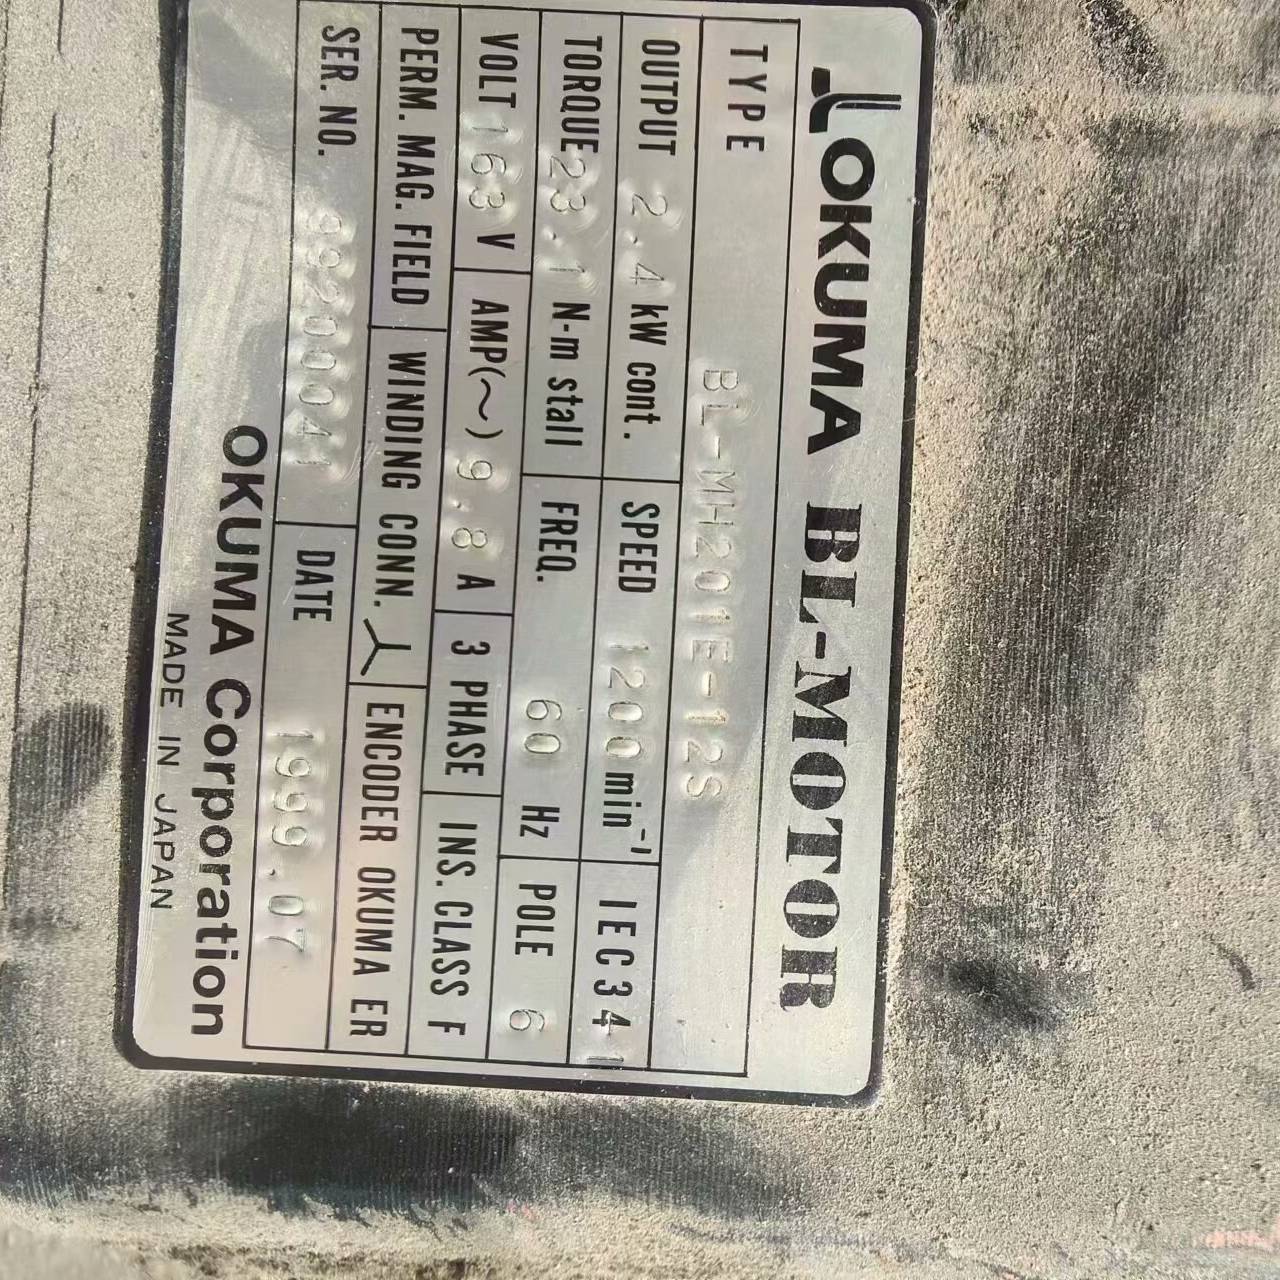 OKUMA BL-MOTOR
TYPE BL-MH201E-12S
OUTPUT 2.4 kW cont. SPEED 1200 min⁻¹ IEC34-1
TORQUE 23.1 N-m stall FREQ. 60 Hz POLE 6
VOLT 163 V AMP(~) 9.8 A 3 PHASE INS. CLASS F
PERM. MAG. FIELD WINDING CONN. ENCODER OKUMA ER
SER. NO. DATE 1999.07
OKUMA Corporation
MADE IN JAPAN